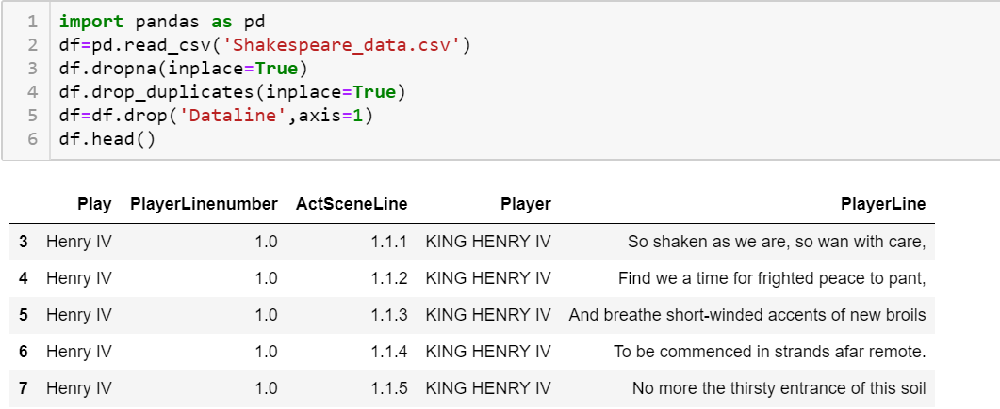 1 import pandas as pd
2 df=pd.read_csv('Shakespeare_data.csv')
3 df.dropna(inplace=True)
4 df.drop_duplicates(inplace=True)
5 df=df.drop('Dataline',axis=1)
6 df.head()
Play PlayerLinenumber ActSceneLine Player PlayerLine
3 Henry IV 1.0 1.1.1 KING HENRY IV So shaken as we are, so wan with care,
4 Henry IV 1.0 1.1.2 KING HENRY IV Find we a time for frighted peace to pant,
5 Henry IV 1.0 1.1.3 KING HENRY IV And breathe short-winded accents of new broils
6 Henry IV 1.0 1.1.4 KING HENRY IV To be commenced in strands afar remote.
7 Henry IV 1.0 1.1.5 KING HENRY IV No more the thirsty entrance of this soil